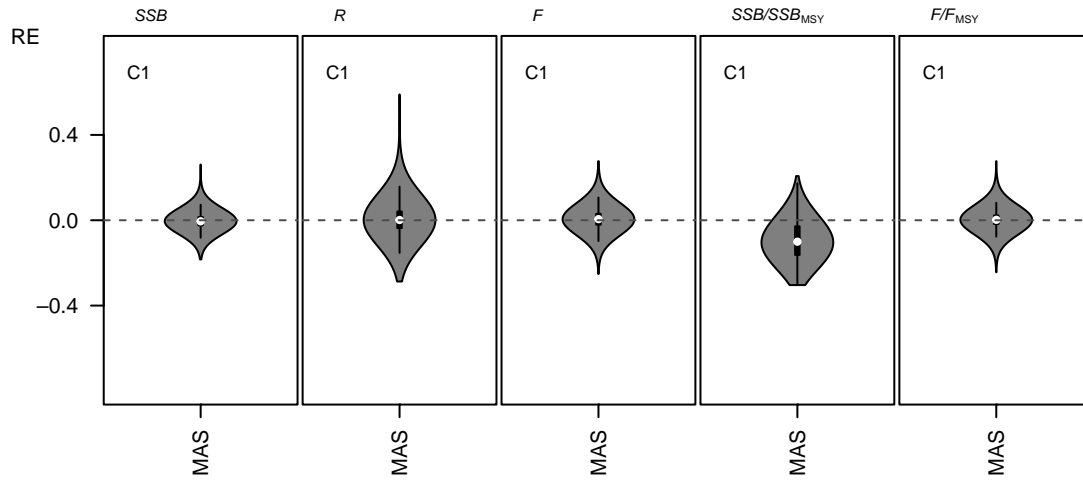 SSB R F SSB/SSBMSY F/FMSY
RE
C1 C1 C1 C1 C1
0.4
0.0
−0.4
MAS MAS MAS MAS MAS